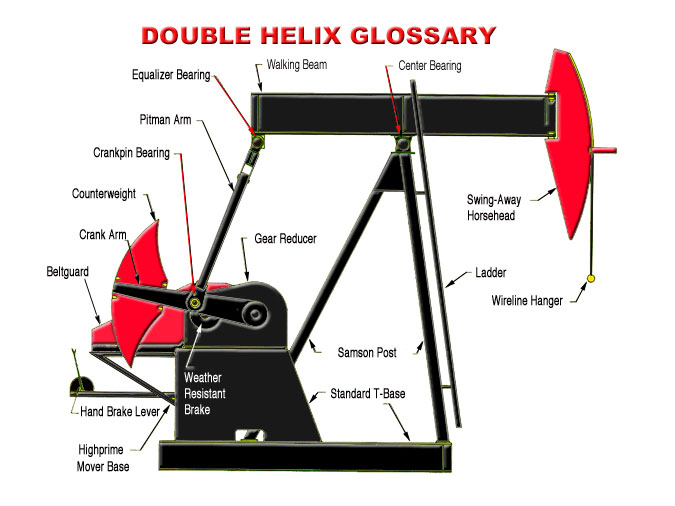 DOUBLE HELIX GLOSSARY
Walking Beam
Center Bearing
Equalizer Bearing
Pitman Arm
Crankpin Bearing
Counterweight
Swing-Away
Horsehead
Crank Arm
Gear Reducer
Beltguard
Ladder
Wireline Hanger
Samson Post
Weather
Resistant
Brake
Standard T-Base
Hand Brake Lever
Highprime
Mover Base